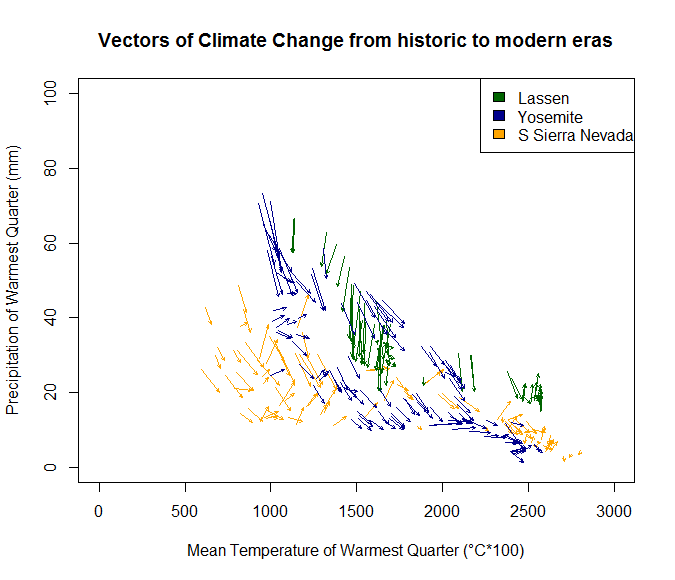 Vectors of Climate Change from historic to modern eras
Lassen
Yosemite
S Sierra Nevada
Precipitation of Warmest Quarter (mm)
100
80
60
40
20
0
0 500 1000 1500 2000 2500 3000
Mean Temperature of Warmest Quarter (°C*100)